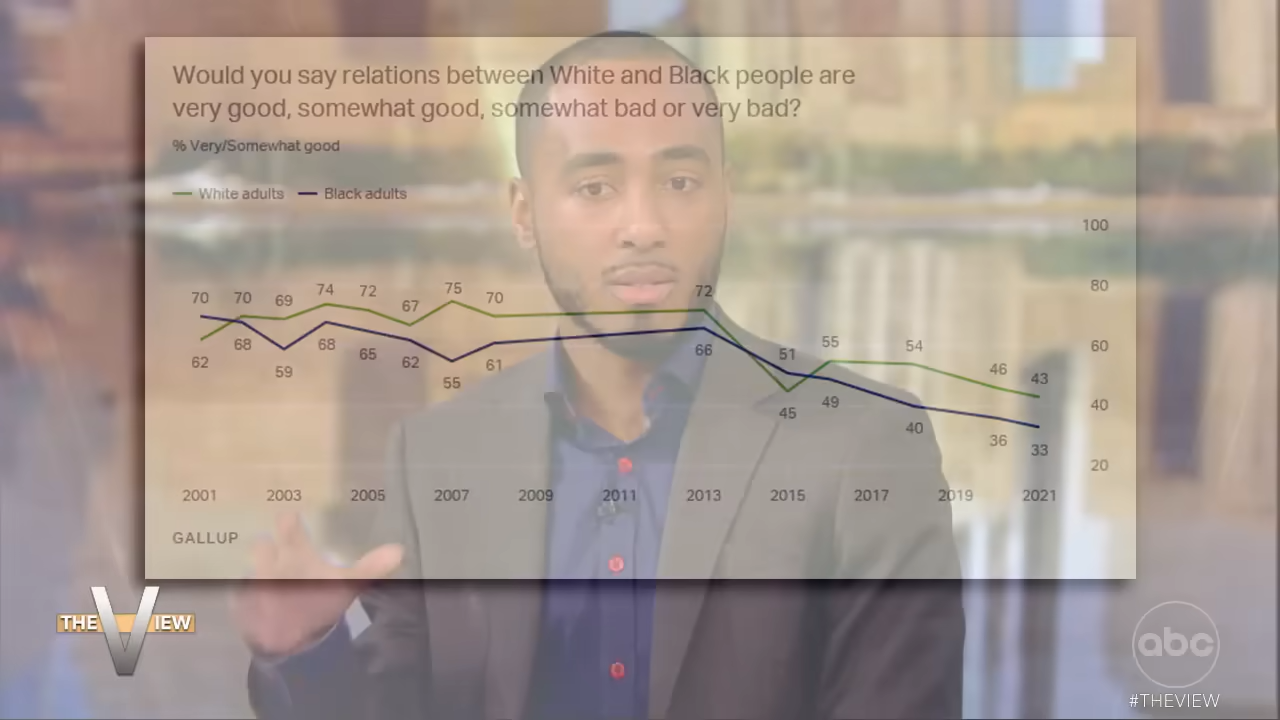 Would you say relations between White and Black people are
very good, somewhat good, somewhat bad or very bad?
% Very/Somewhat good
White adults Black adults
100
80
60
40
20
70 70 69 74 72 67 75 70 72 55 54 46 43
62 68 59 68 65 62 55 61 66 51 45 49 40 36 33
2001 2003 2005 2007 2009 2011 2013 2015 2017 2019 2021
GALLUP
THE VIEW
abc
#THEVIEW